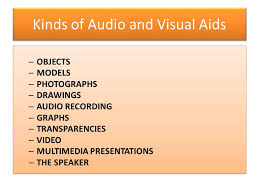 Kinds of Audio and Visual Aids
– OBJECTS
– MODELS
– PHOTOGRAPHS
– DRAWINGS
– AUDIO RECORDING
– GRAPHS
– TRANSPARENCIES
– VIDEO
– MULTIMEDIA PRESENTATIONS
– THE SPEAKER